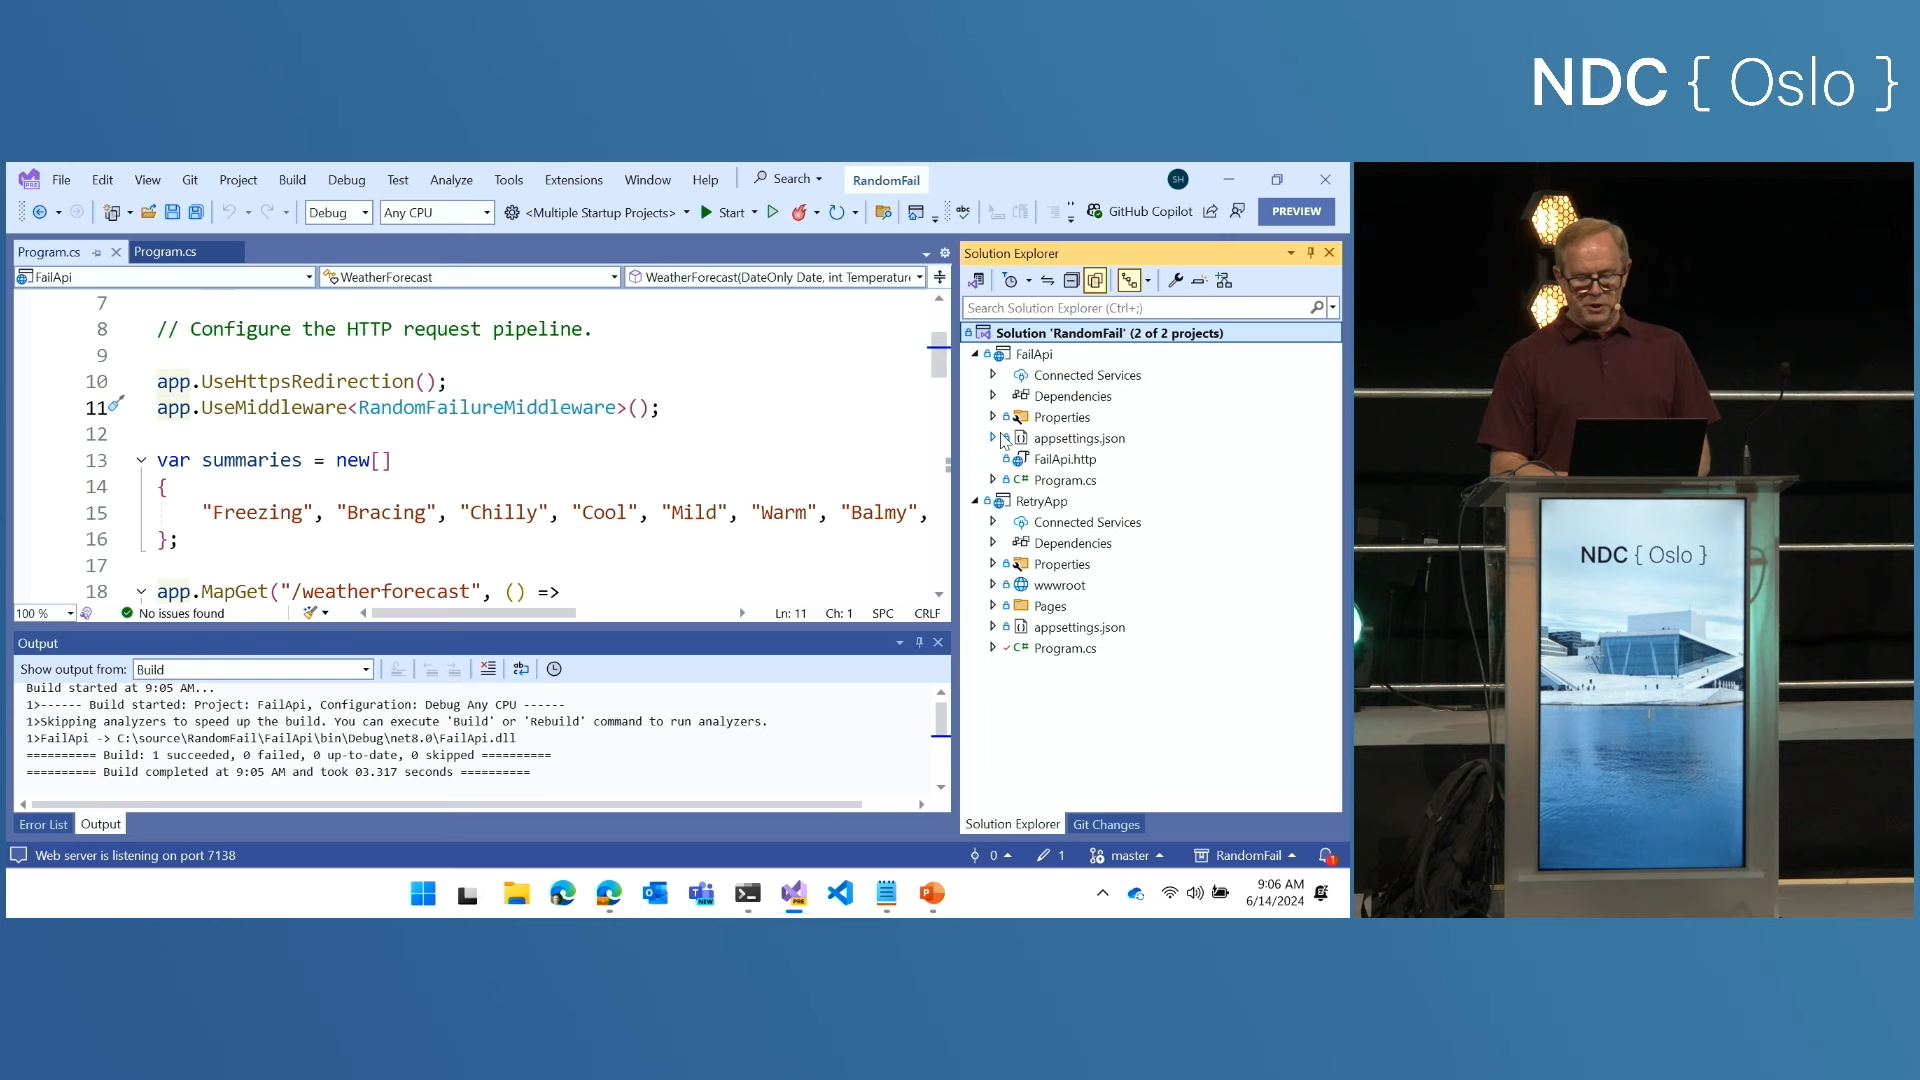 NDC { Oslo }
File Edit View Git Project Build Debug Test Analyze Tools Extensions Window Help Search RandomFail SH
Debug Any CPU <Multiple Startup Projects> Start GitHub Copilot PREVIEW
Program.cs Program.cs
FailApi WeatherForecast WeatherForecast(DateOnly Date, int Temperature
7
8 // Configure the HTTP request pipeline.
9
10 app.UseHttpsRedirection();
11 app.UseMiddleware<RandomFailureMiddleware>();
12
13 var summaries = new[]
14 {
15 "Freezing", "Bracing", "Chilly", "Cool", "Mild", "Warm", "Balmy",
16 };
17
18 app.MapGet("/weatherforecast", () =>
100 % No issues found Ln: 11 Ch: 1 SPC CRLF
Output
Show output from: Build
Build started at 9:05 AM...
1>------ Build started: Project: FailApi, Configuration: Debug Any CPU ------
1>Skipping analyzers to speed up the build. You can execute 'Build' or 'Rebuild' command to run analyzers.
1>FailApi -> C:\source\RandomFail\FailApi\bin\Debug\net8.0\FailApi.dll
========== Build: 1 succeeded, 0 failed, 0 up-to-date, 0 skipped ==========
========== Build completed at 9:05 AM and took 03.317 seconds ==========
Error List Output
Solution Explorer
Search Solution Explorer (Ctrl+;)
Solution 'RandomFail' (2 of 2 projects)
FailApi
Connected Services
Dependencies
Properties
appsettings.json
FailApi.http
C# Program.cs
RetryApp
Connected Services
Dependencies
Properties
wwwroot
Pages
appsettings.json
C# Program.cs
Solution Explorer Git Changes
Web server is listening on port 7138 0 1 master RandomFail 1
9:06 AM
6/14/2024
NDC { Oslo }